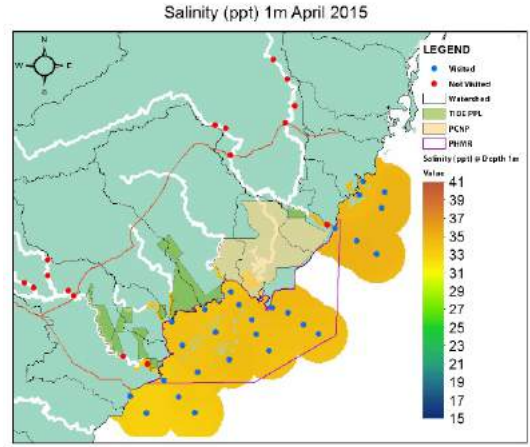 Salinity (ppt) 1m April 2015
N
W
E
S
LEGEND
Visited
Not Visited
Watershed
TIDE PPL
PCNP
PHMR
Salinity (ppt) @ Depth 1m
Value
41
39
37
35
33
31
29
27
25
23
21
19
17
15